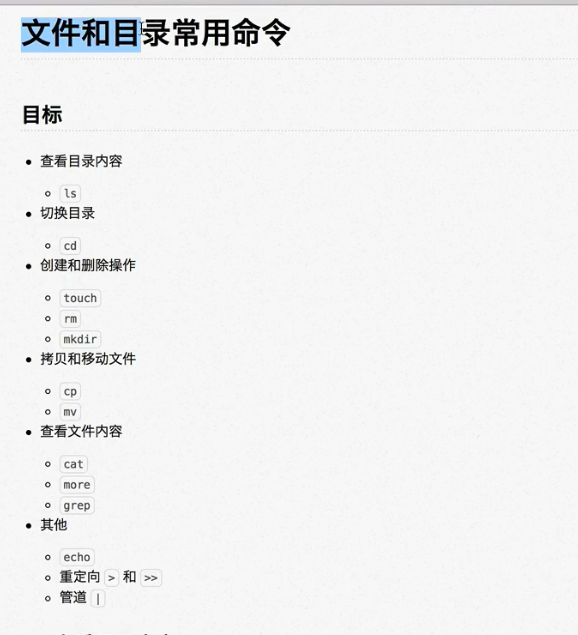 文件和目录常用命令
目标
查看目录内容
ls
切换目录
cd
创建和删除操作
touch
rm
mkdir
拷贝和移动文件
cp
mv
查看文件内容
cat
more
grep
其他
echo
重定向 > 和 >>
管道 |